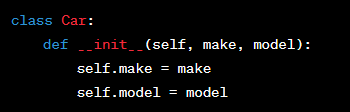 class Car:
    def __init__(self, make, model):
        self.make = make
        self.model = model